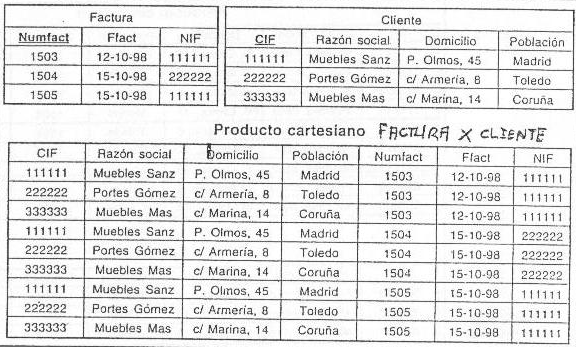 Factura
Numfact Ffact NIF
1503 12-10-98 111111
1504 15-10-98 222222
1505 15-10-98 111111
Cliente
CIF Razón social Domicilio Población
111111 Muebles Sanz P. Olmos, 45 Madrid
222222 Portes Gómez c/ Armería, 8 Toledo
333333 Muebles Mas c/ Marina, 14 Coruña
Producto cartesiano FACTURA X CLIENTE
CIF Razón social Domicilio Población Numfact Ffact NIF
111111 Muebles Sanz P. Olmos, 45 Madrid 1503 12-10-98 111111
222222 Portes Gómez c/ Armería, 8 Toledo 1503 12-10-98 111111
333333 Muebles Mas c/ Marina, 14 Coruña 1503 12-10-98 111111
111111 Muebles Sanz P. Olmos, 45 Madrid 1504 15-10-98 222222
222222 Portes Gómez c/ Armería, 8 Toledo 1504 15-10-98 222222
333333 Muebles Mas c/ Marina, 14 Coruña 1504 15-10-98 222222
111111 Muebles Sanz P. Olmos, 45 Madrid 1505 15-10-98 111111
222222 Portes Gómez c/ Armería, 8 Toledo 1505 15-10-98 111111
333333 Muebles Mas c/ Marina, 14 Coruña 1505 15-10-98 111111